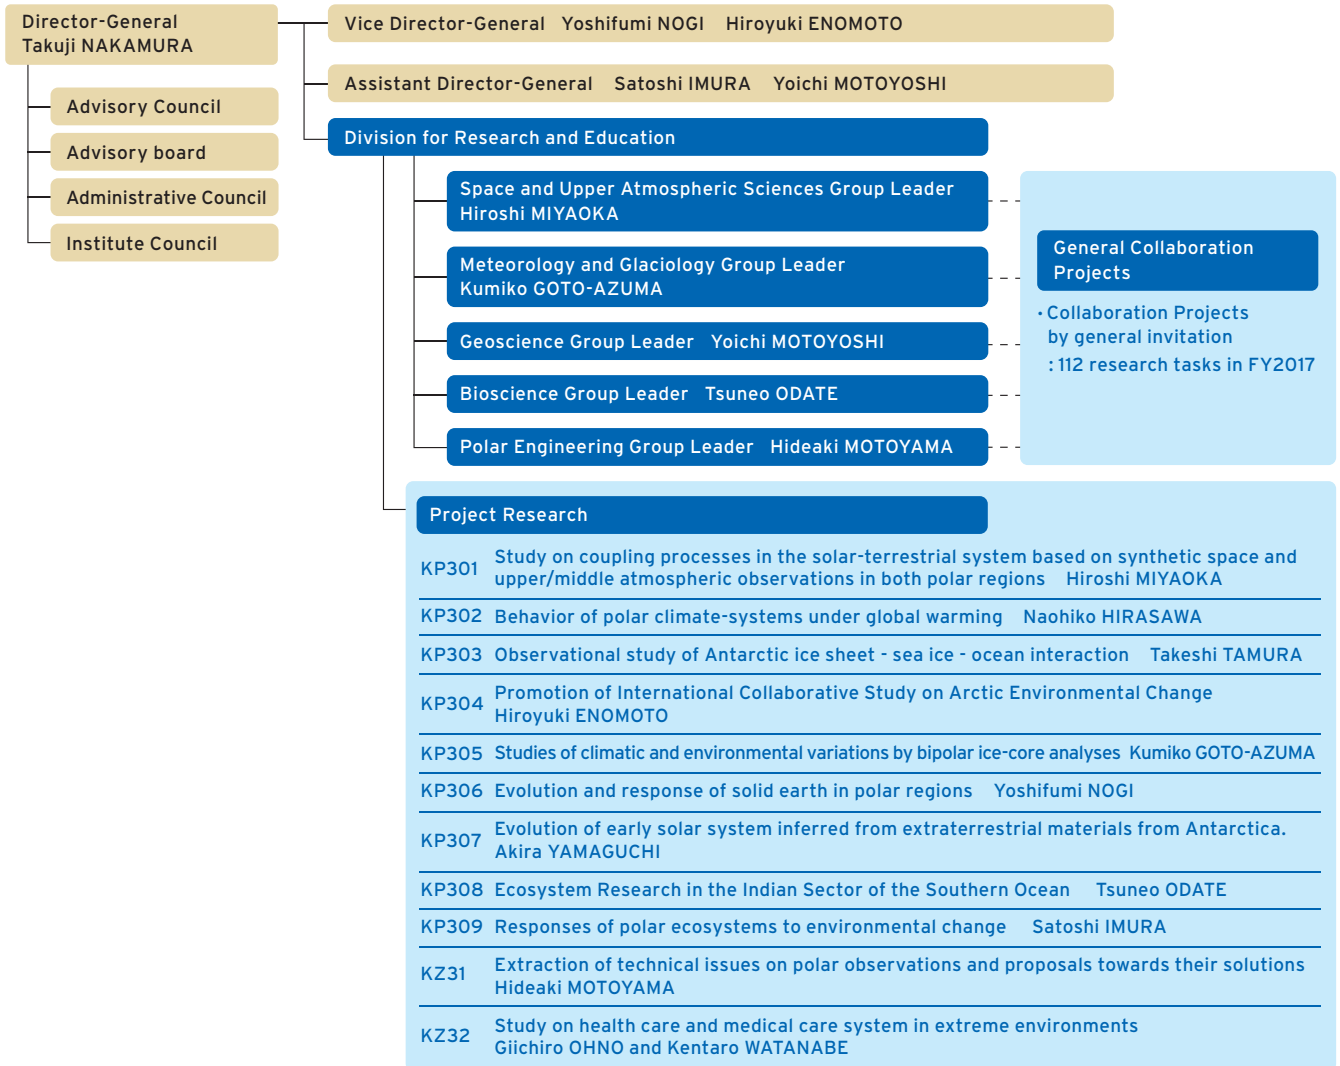 Director-General
Takuji NAKAMURA
Advisory Council
Advisory board
Administrative Council
Institute Council
Vice Director-General Yoshifumi NOGI Hiroyuki ENOMOTO
Assistant Director-General Satoshi IMURA Yoichi MOTOYOSHI
Division for Research and Education
Space and Upper Atmospheric Sciences Group Leader
Hiroshi MIYAOKA
Meteorology and Glaciology Group Leader
Kumiko GOTO-AZUMA
Geoscience Group Leader Yoichi MOTOYOSHI
Bioscience Group Leader Tsuneo ODATE
Polar Engineering Group Leader Hideaki MOTOYAMA
General Collaboration
Projects
・Collaboration Projects
by general invitation
: 112 research tasks in FY2017
Project Research
KP301 Study on coupling processes in the solar-terrestrial system based on synthetic space and
upper/middle atmospheric observations in both polar regions Hiroshi MIYAOKA
KP302 Behavior of polar climate-systems under global warming Naohiko HIRASAWA
KP303 Observational study of Antarctic ice sheet - sea ice - ocean interaction Takeshi TAMURA
KP304 Promotion of International Collaborative Study on Arctic Environmental Change
Hiroyuki ENOMOTO
KP305 Studies of climatic and environmental variations by bipolar ice-core analyses Kumiko GOTO-AZUMA
KP306 Evolution and response of solid earth in polar regions Yoshifumi NOGI
KP307 Evolution of early solar system inferred from extraterrestrial materials from Antarctica.
Akira YAMAGUCHI
KP308 Ecosystem Research in the Indian Sector of the Southern Ocean Tsuneo ODATE
KP309 Responses of polar ecosystems to environmental change Satoshi IMURA
KZ31 Extraction of technical issues on polar observations and proposals towards their solutions
Hideaki MOTOYAMA
KZ32 Study on health care and medical care system in extreme environments
Giichiro OHNO and Kentaro WATANABE